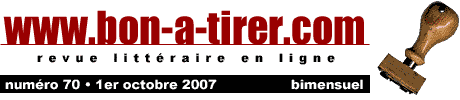 www.bon-a-tirer.com
revue littéraire en ligne
numéro 70 • 1er octobre 2007 bimensuel